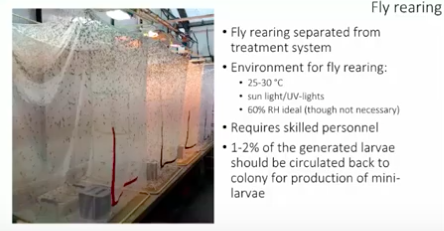 Fly rearing
• Fly rearing separated from
treatment system
• Environment for fly rearing:
• 25-30 °C
• sun light/UV-lights
• 60% RH ideal (though not necessary)
• Requires skilled personnel
• 1-2% of the generated larvae
should be circulated back to
colony for production of mini-
larvae